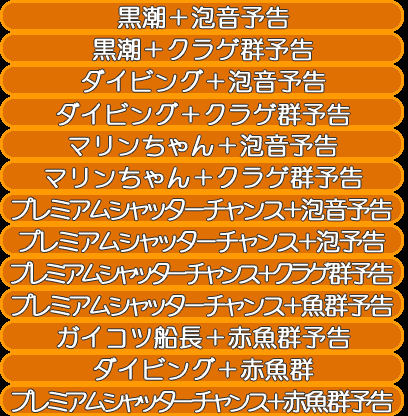 黒潮＋泡音予告
黒潮＋クラゲ群予告
ダイビング＋泡音予告
ダイビング＋クラゲ群予告
マリンちゃん＋泡音予告
マリンちゃん＋クラゲ群予告
プレミアムシャッターチャンス＋泡音予告
プレミアムシャッターチャンス＋泡予告
プレミアムシャッターチャンス＋クラゲ群予告
プレミアムシャッターチャンス＋魚群予告
ガイコツ船長＋赤魚群予告
ダイビング＋赤魚群
プレミアムシャッターチャンス＋赤魚群予告